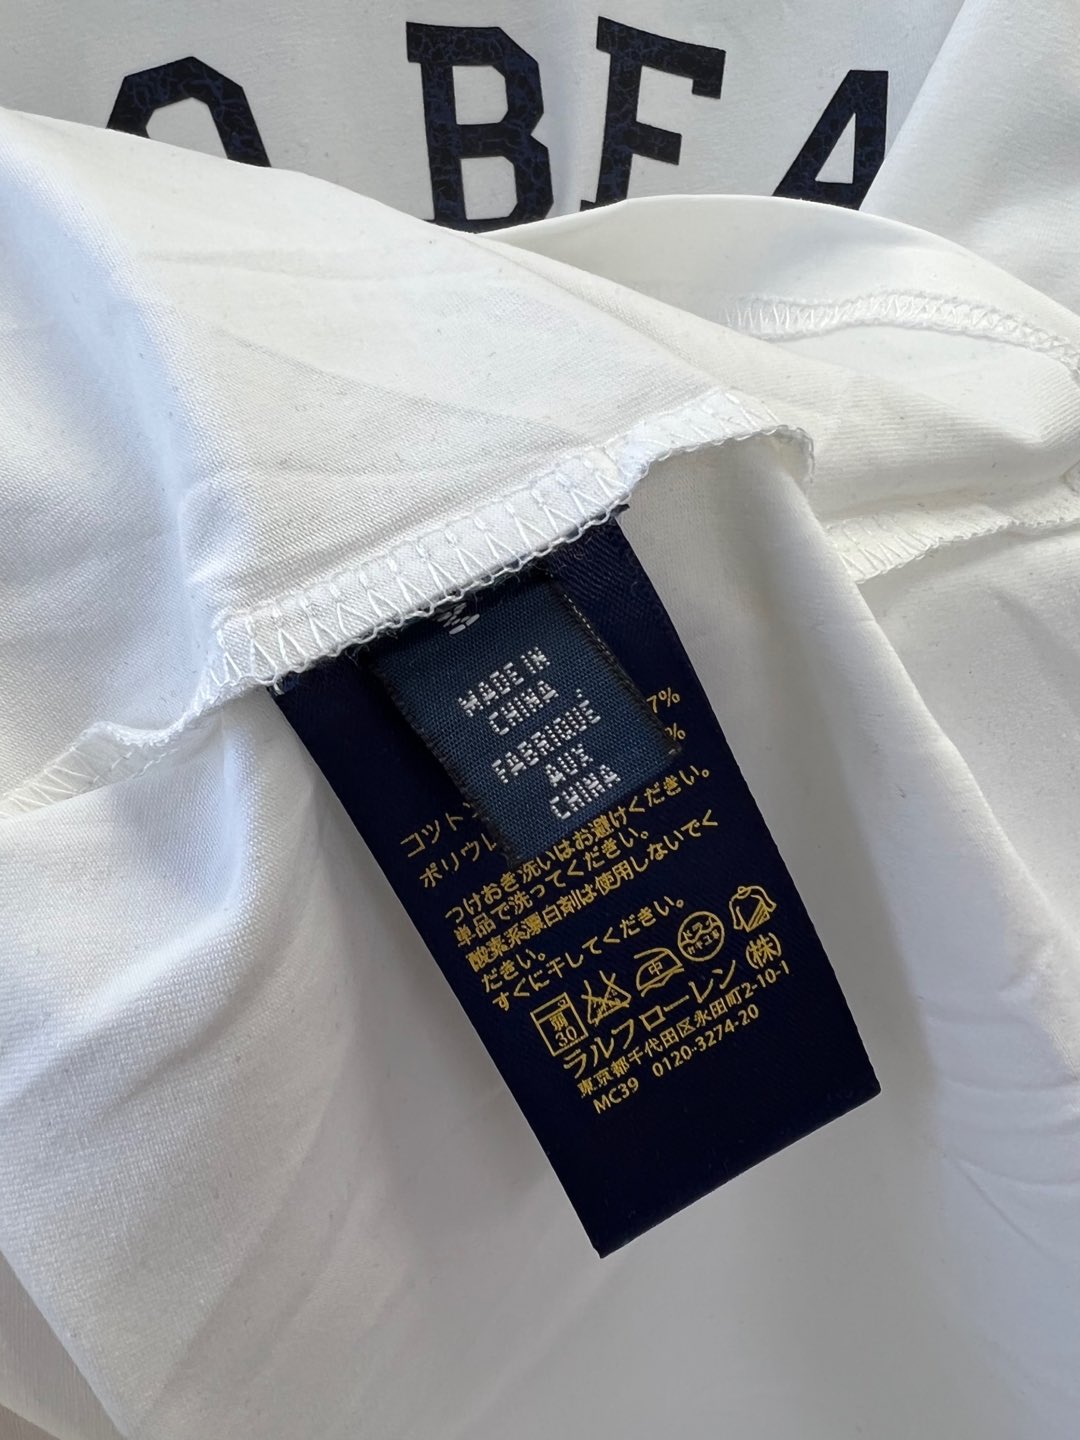 O BEA
MADE IN
CHINA
FABRIQUE
AUX
CHINA
コットン 7%
ポリウレ %
つけおき洗いはお避けください。
単品で洗ってください。
酸素系漂白剤は使用しないでく
ださい。
すぐに干してください。
弱 30 中
ラルフローレン (株)
東京都千代田区永田町2-10-1
MC39 0120-3274-20